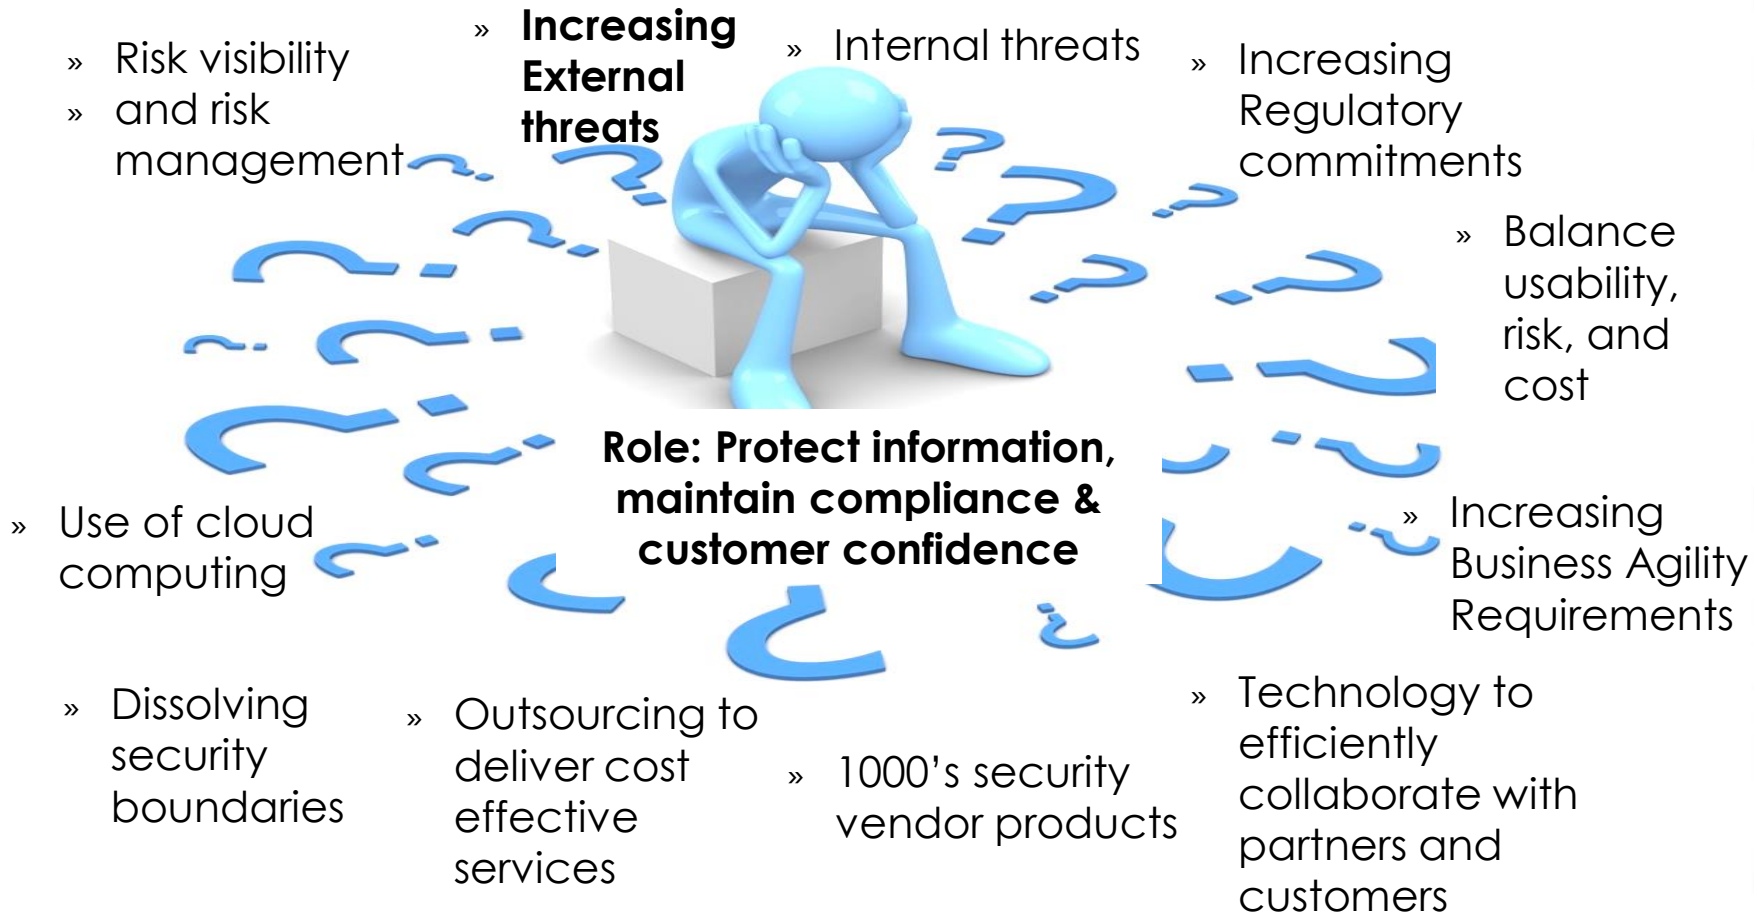 » Risk visibility
» and risk
management
» Increasing
External
threats
» Internal threats
» Increasing
Regulatory
commitments
» Balance
usability,
risk, and
cost
Role: Protect information,
maintain compliance &
customer confidence
» Use of cloud
computing
» Increasing
Business Agility
Requirements
» Dissolving
security
boundaries
» Outsourcing to
deliver cost
effective
services
» 1000’s security
vendor products
» Technology to
efficiently
collaborate with
partners and
customers